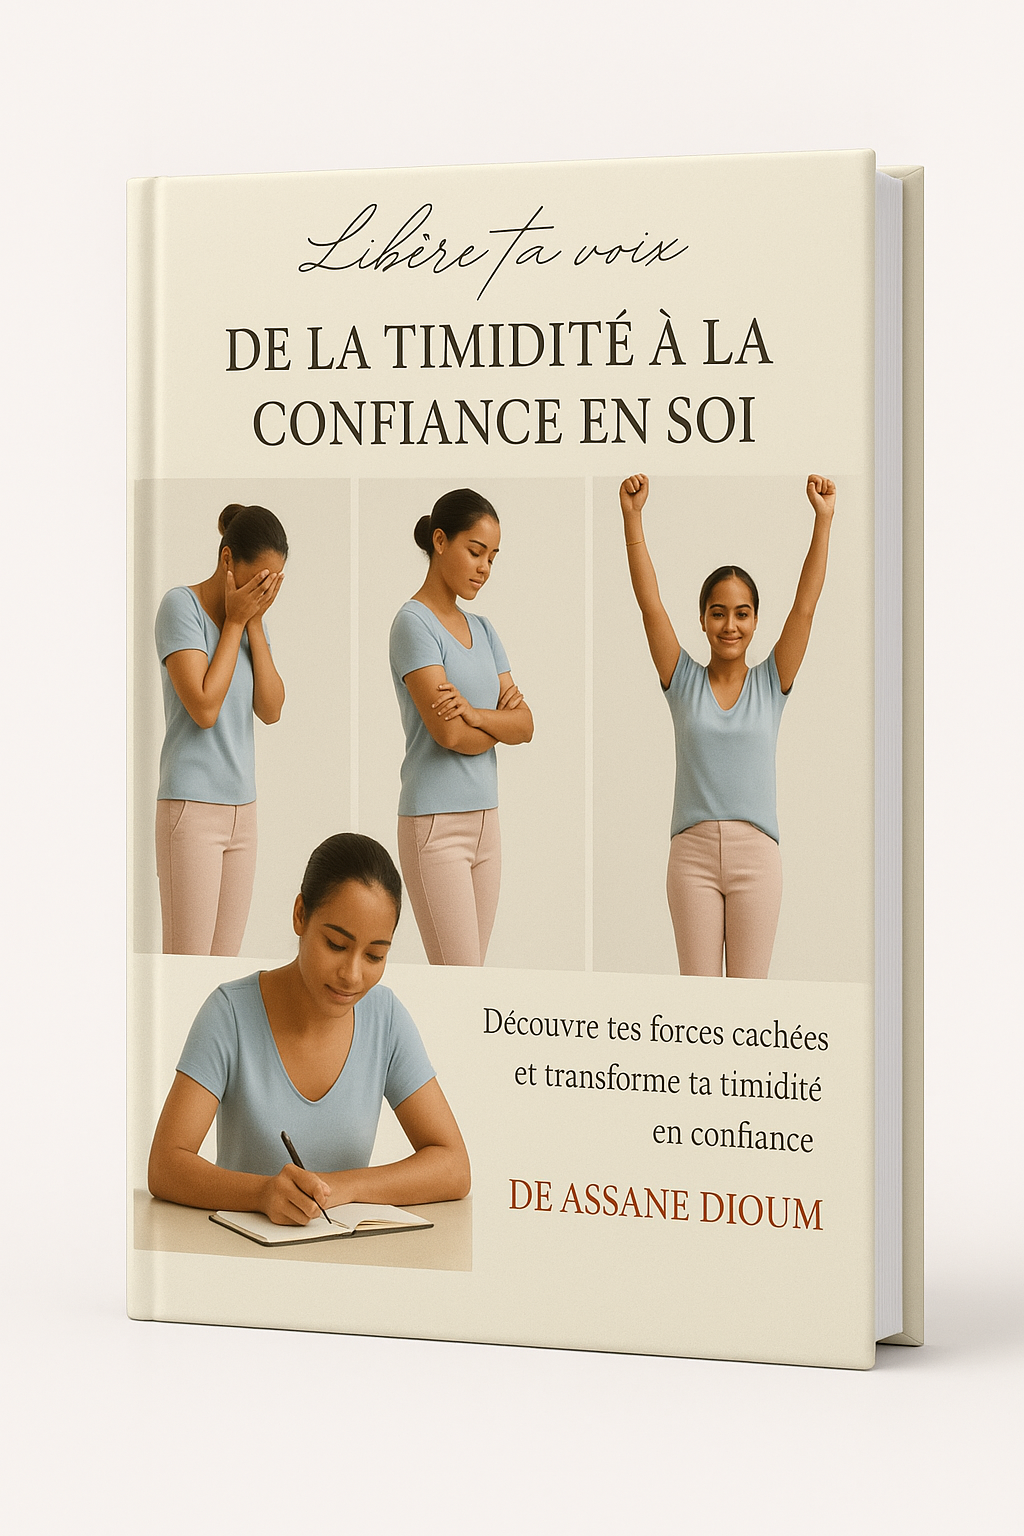 Libère ta voix
DE LA TIMIDITÉ À LA
CONFIANCE EN SOI
Découvre tes forces cachées
et transforme ta timidité
en confiance
DE ASSANE DIOUM